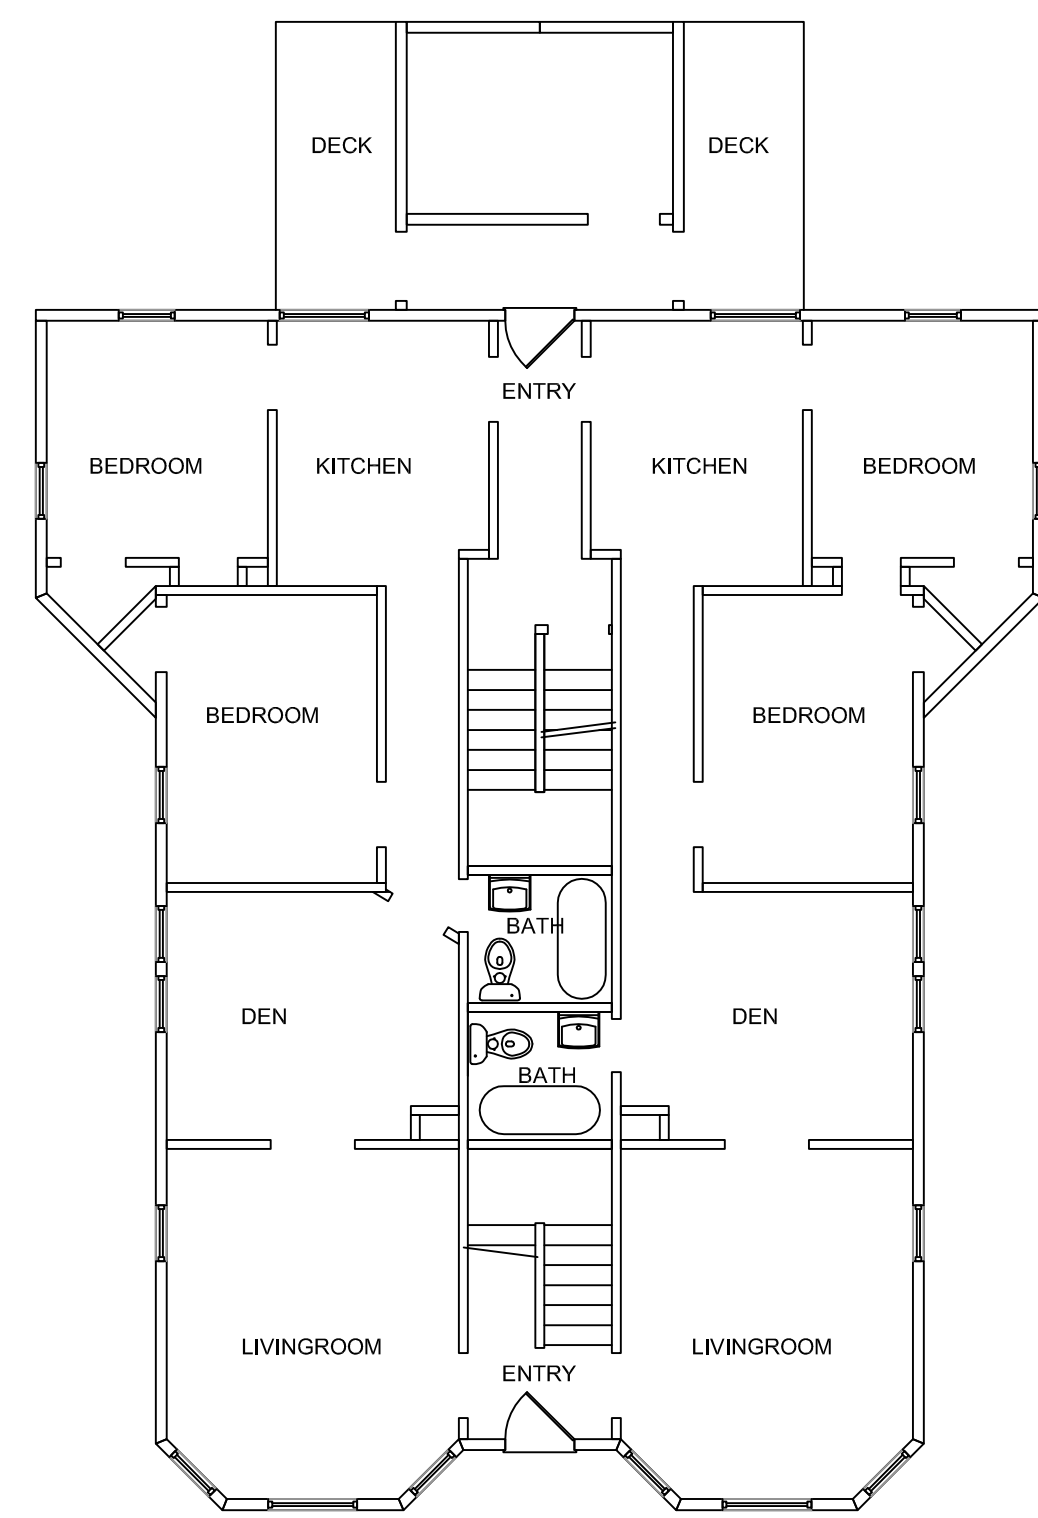 DECK
DECK
ENTRY
BEDROOM
KITCHEN
KITCHEN
BEDROOM
BEDROOM
BEDROOM
BATH
DEN
DEN
BATH
LIVINGROOM
LIVINGROOM
ENTRY